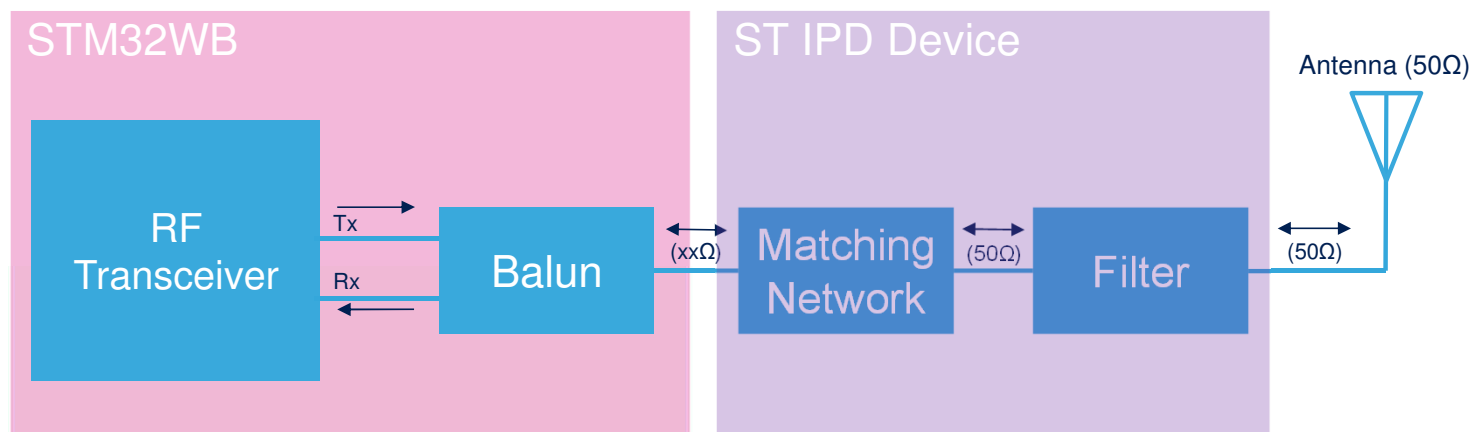 STM32WB
ST IPD Device
Antenna (50Ω)
RF
Transceiver
Tx
Rx
Balun
(xxΩ)
Matching
Network
(50Ω)
Filter
(50Ω)